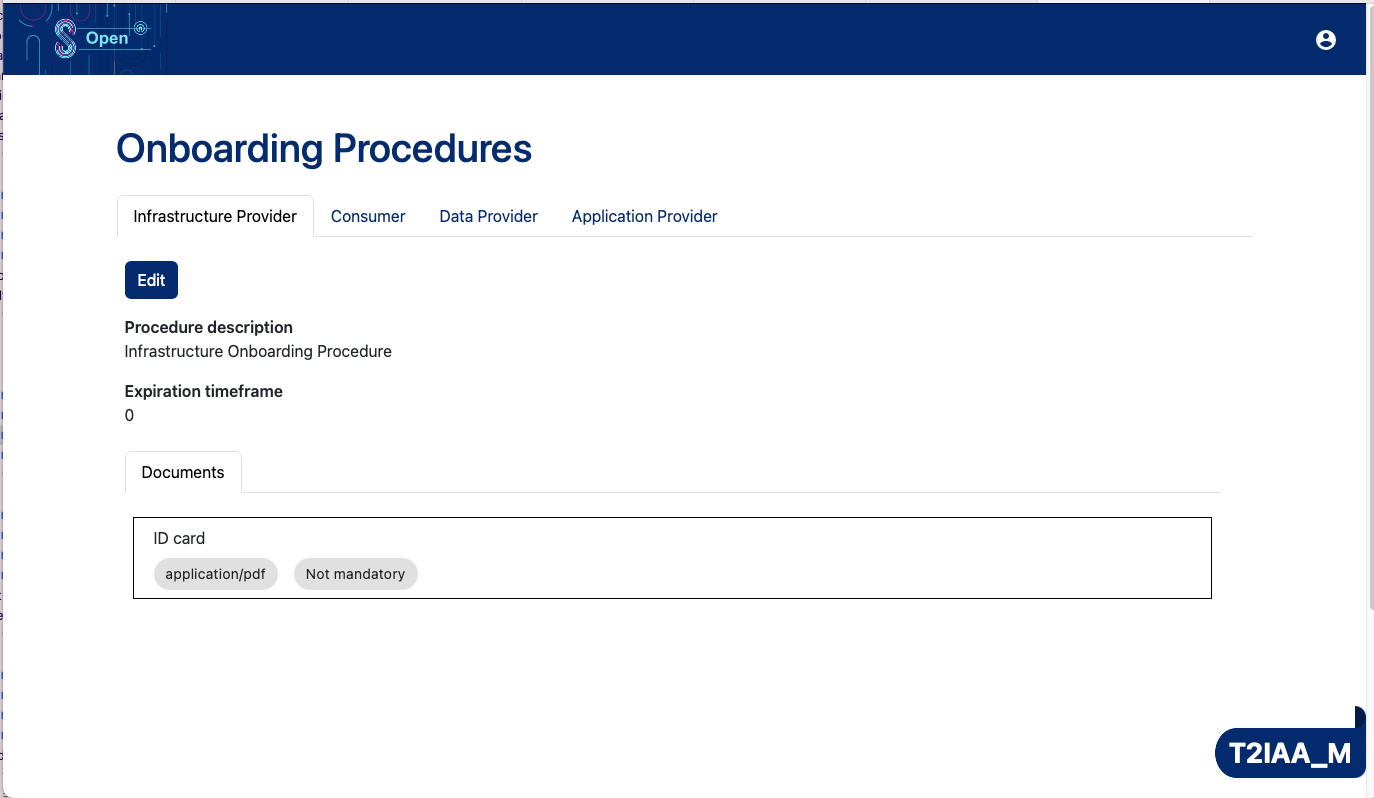 Open
Onboarding Procedures
Infrastructure Provider Consumer Data Provider Application Provider
Edit
Procedure description
Infrastructure Onboarding Procedure
Expiration timeframe
0
Documents
ID card
application/pdf Not mandatory
T2IAA_M